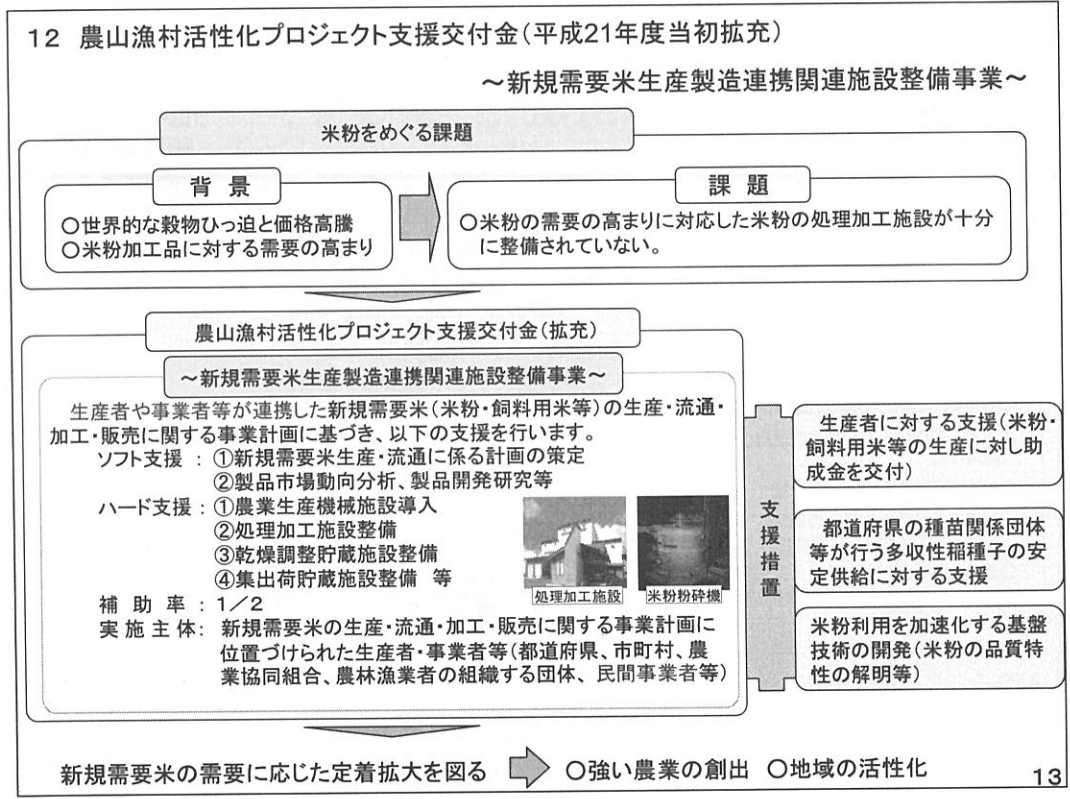 12 農山漁村活性化プロジェクト支援交付金(平成21年度当初拡充)
～新規需要米生産製造連携関連施設整備事業～
米粉をめぐる課題
背 景
○世界的な穀物ひっ迫と価格高騰
○米粉加工品に対する需要の高まり
課 題
○米粉の需要の高まりに対応した米粉の処理加工施設が十分
に整備されていない。
農山漁村活性化プロジェクト支援交付金(拡充)
～新規需要米生産製造連携関連施設整備事業～
生産者や事業者等が連携した新規需要米(米粉・飼料用米等)の生産・流通・
加工・販売に関する事業計画に基づき、以下の支援を行います。
ソフト支援 : ①新規需要米生産・流通に係る計画の策定
②製品市場動向分析、製品開発研究等
ハード支援 : ①農業生産機械施設導入
②処理加工施設整備
③乾燥調整貯蔵施設整備
④集出荷貯蔵施設整備 等
処理加工施設
米粉粉砕機
補 助 率 : 1/2
実施主体: 新規需要米の生産・流通・加工・販売に関する事業計画に
位置づけられた生産者・事業者等(都道府県、市町村、農
業協同組合、農林漁業者の組織する団体、民間事業者等)
支援措置
生産者に対する支援(米粉・
飼料用米等の生産に対し助
成金を交付)
都道府県の種苗関係団体
等が行う多収性稲種子の安
定供給に対する支援
米粉利用を加速化する基盤
技術の開発(米粉の品質特
性の解明等)
新規需要米の需要に応じた定着拡大を図る
○強い農業の創出 ○地域の活性化
13